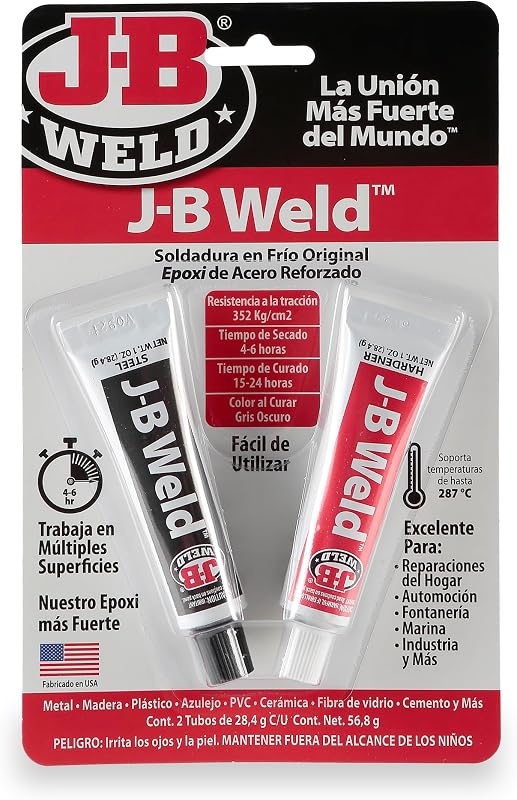 J-B®
WELD
La Unión
Más Fuerte
del Mundo™
J-B Weld™
Soldadura en Frío Original
Epoxi de Acero Reforzado
Resistencia a la tracción
352 Kg/cm2
Tiempo de Secado
4-6 horas
Tiempo de Curado
15-24 horas
Color al Curar
Gris Oscuro
Fácil de
Utilizar
NET WT. 1 OZ. (28.4 g)
STEEL
J-B Weld™
J-B
WELD
HARDENER
NET WT. 1 OZ. (28.4 g)
J-B Weld™
J-B
WELD
4-6
hr
Trabaja en
Múltiples
Superficies
Nuestro Epoxi
más Fuerte
Fabricado en USA
Soporta
temperaturas
de hasta
287 °C
Excelente
Para:
• Reparaciones
del Hogar
• Automoción
• Fontanería
• Marina
• Industria
y Más
Metal • Madera • Plástico • Azulejo • PVC • Cerámica • Fibra de vidrio • Cemento y Más
Cont. 2 Tubos de 28,4 g C/U Cont. Net. 56,8 g
PELIGRO: Irrita los ojos y la piel. MANTENER FUERA DEL ALCANCE DE LOS NIÑOS